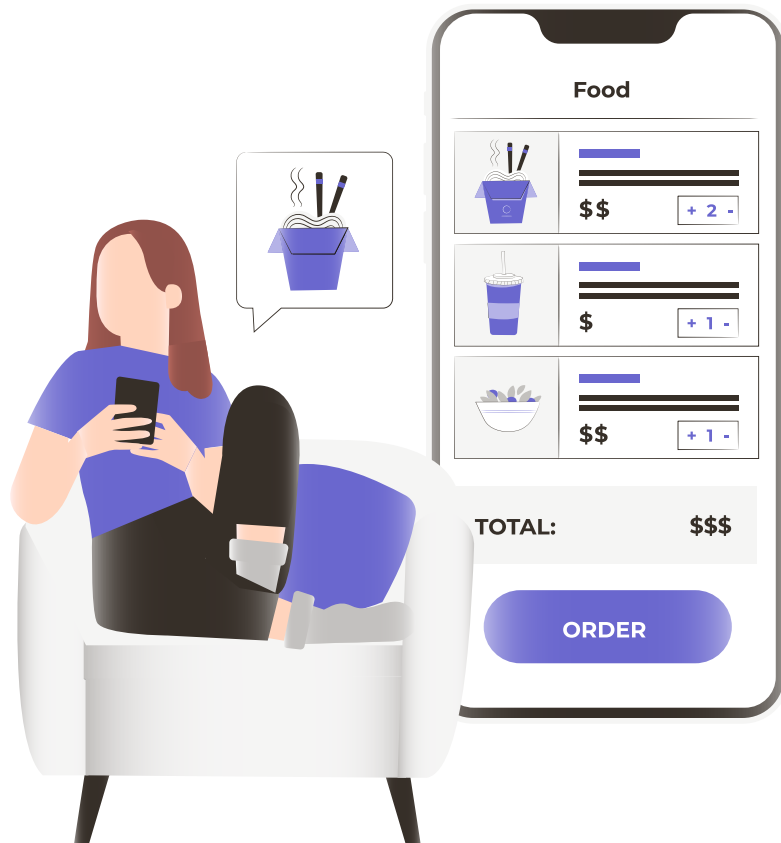 Food
$$
+ 2 -
$
+ 1 -
$$
+ 1 -
TOTAL: $$$
ORDER